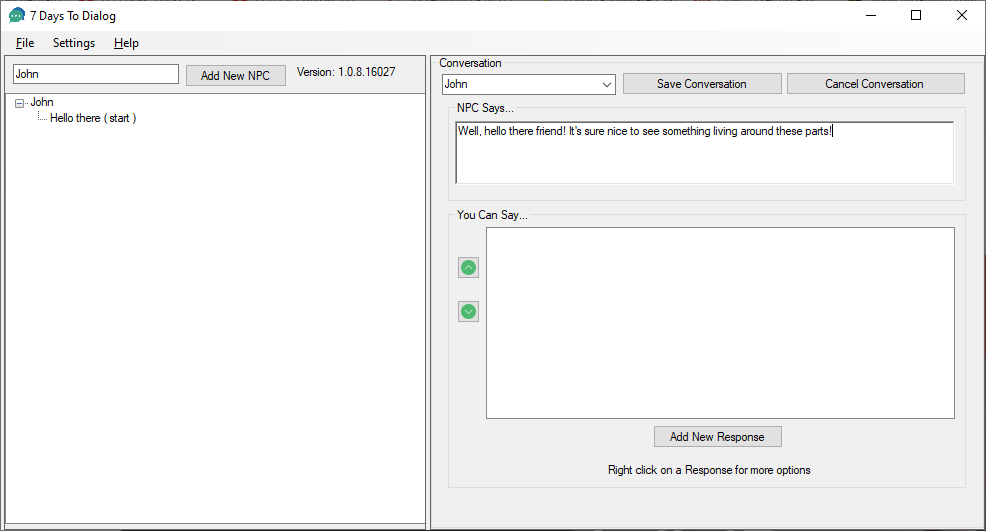 7 Days To Dialog
File Settings Help
John
Add New NPC
Version: 1.0.8.16027
John
Hello there ( start )
Conversation
John
Save Conversation
Cancel Conversation
NPC Says...
Well, hello there friend! It's sure nice to see something living around these parts!
You Can Say...
Add New Response
Right click on a Response for more options